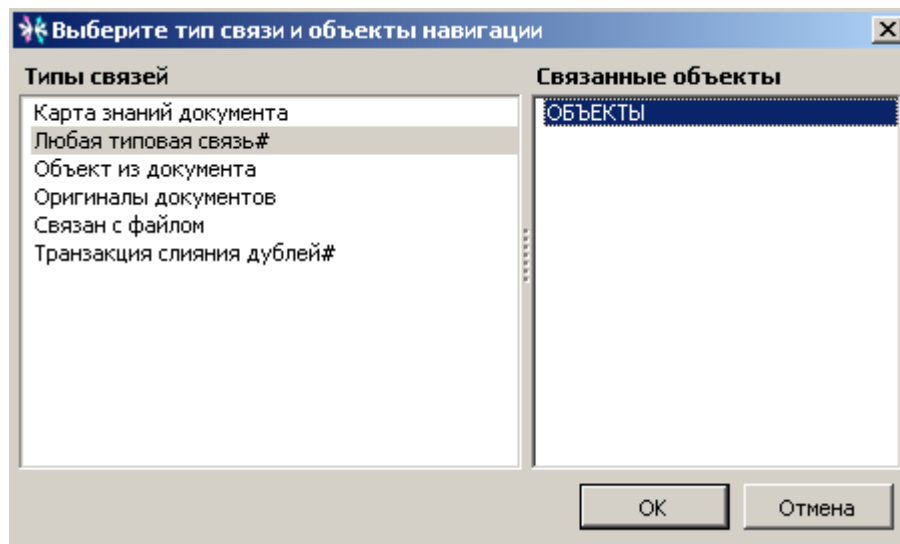 Выберите тип связи и объекты навигации
Типы связей
Связанные объекты
Карта знаний документа
Любая типовая связь#
Объект из документа
Оригиналы документов
Связан с файлом
Транзакция слияния дублей#
ОБЪЕКТЫ
OK
Отмена